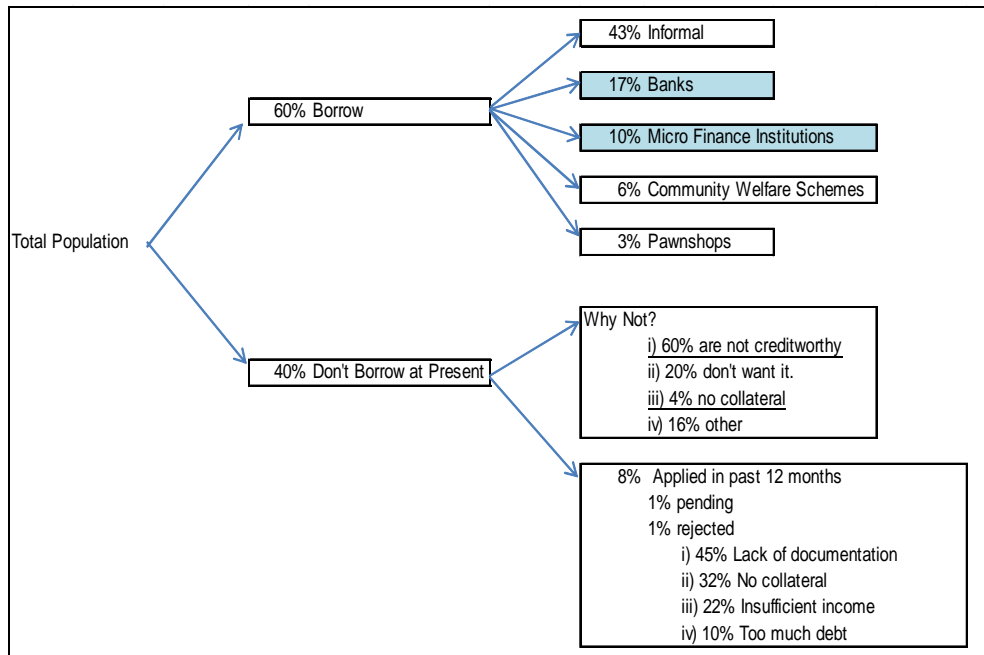 Total Population
60% Borrow
43% Informal
17% Banks
10% Micro Finance Institutions
6% Community Welfare Schemes
3% Pawnshops
40% Don't Borrow at Present
Why Not?
i) 60% are not creditworthy
ii) 20% don't want it.
iii) 4% no collateral
iv) 16% other
8% Applied in past 12 months
1% pending
1% rejected
i) 45% Lack of documentation
ii) 32% No collateral
iii) 22% Insufficient income
iv) 10% Too much debt